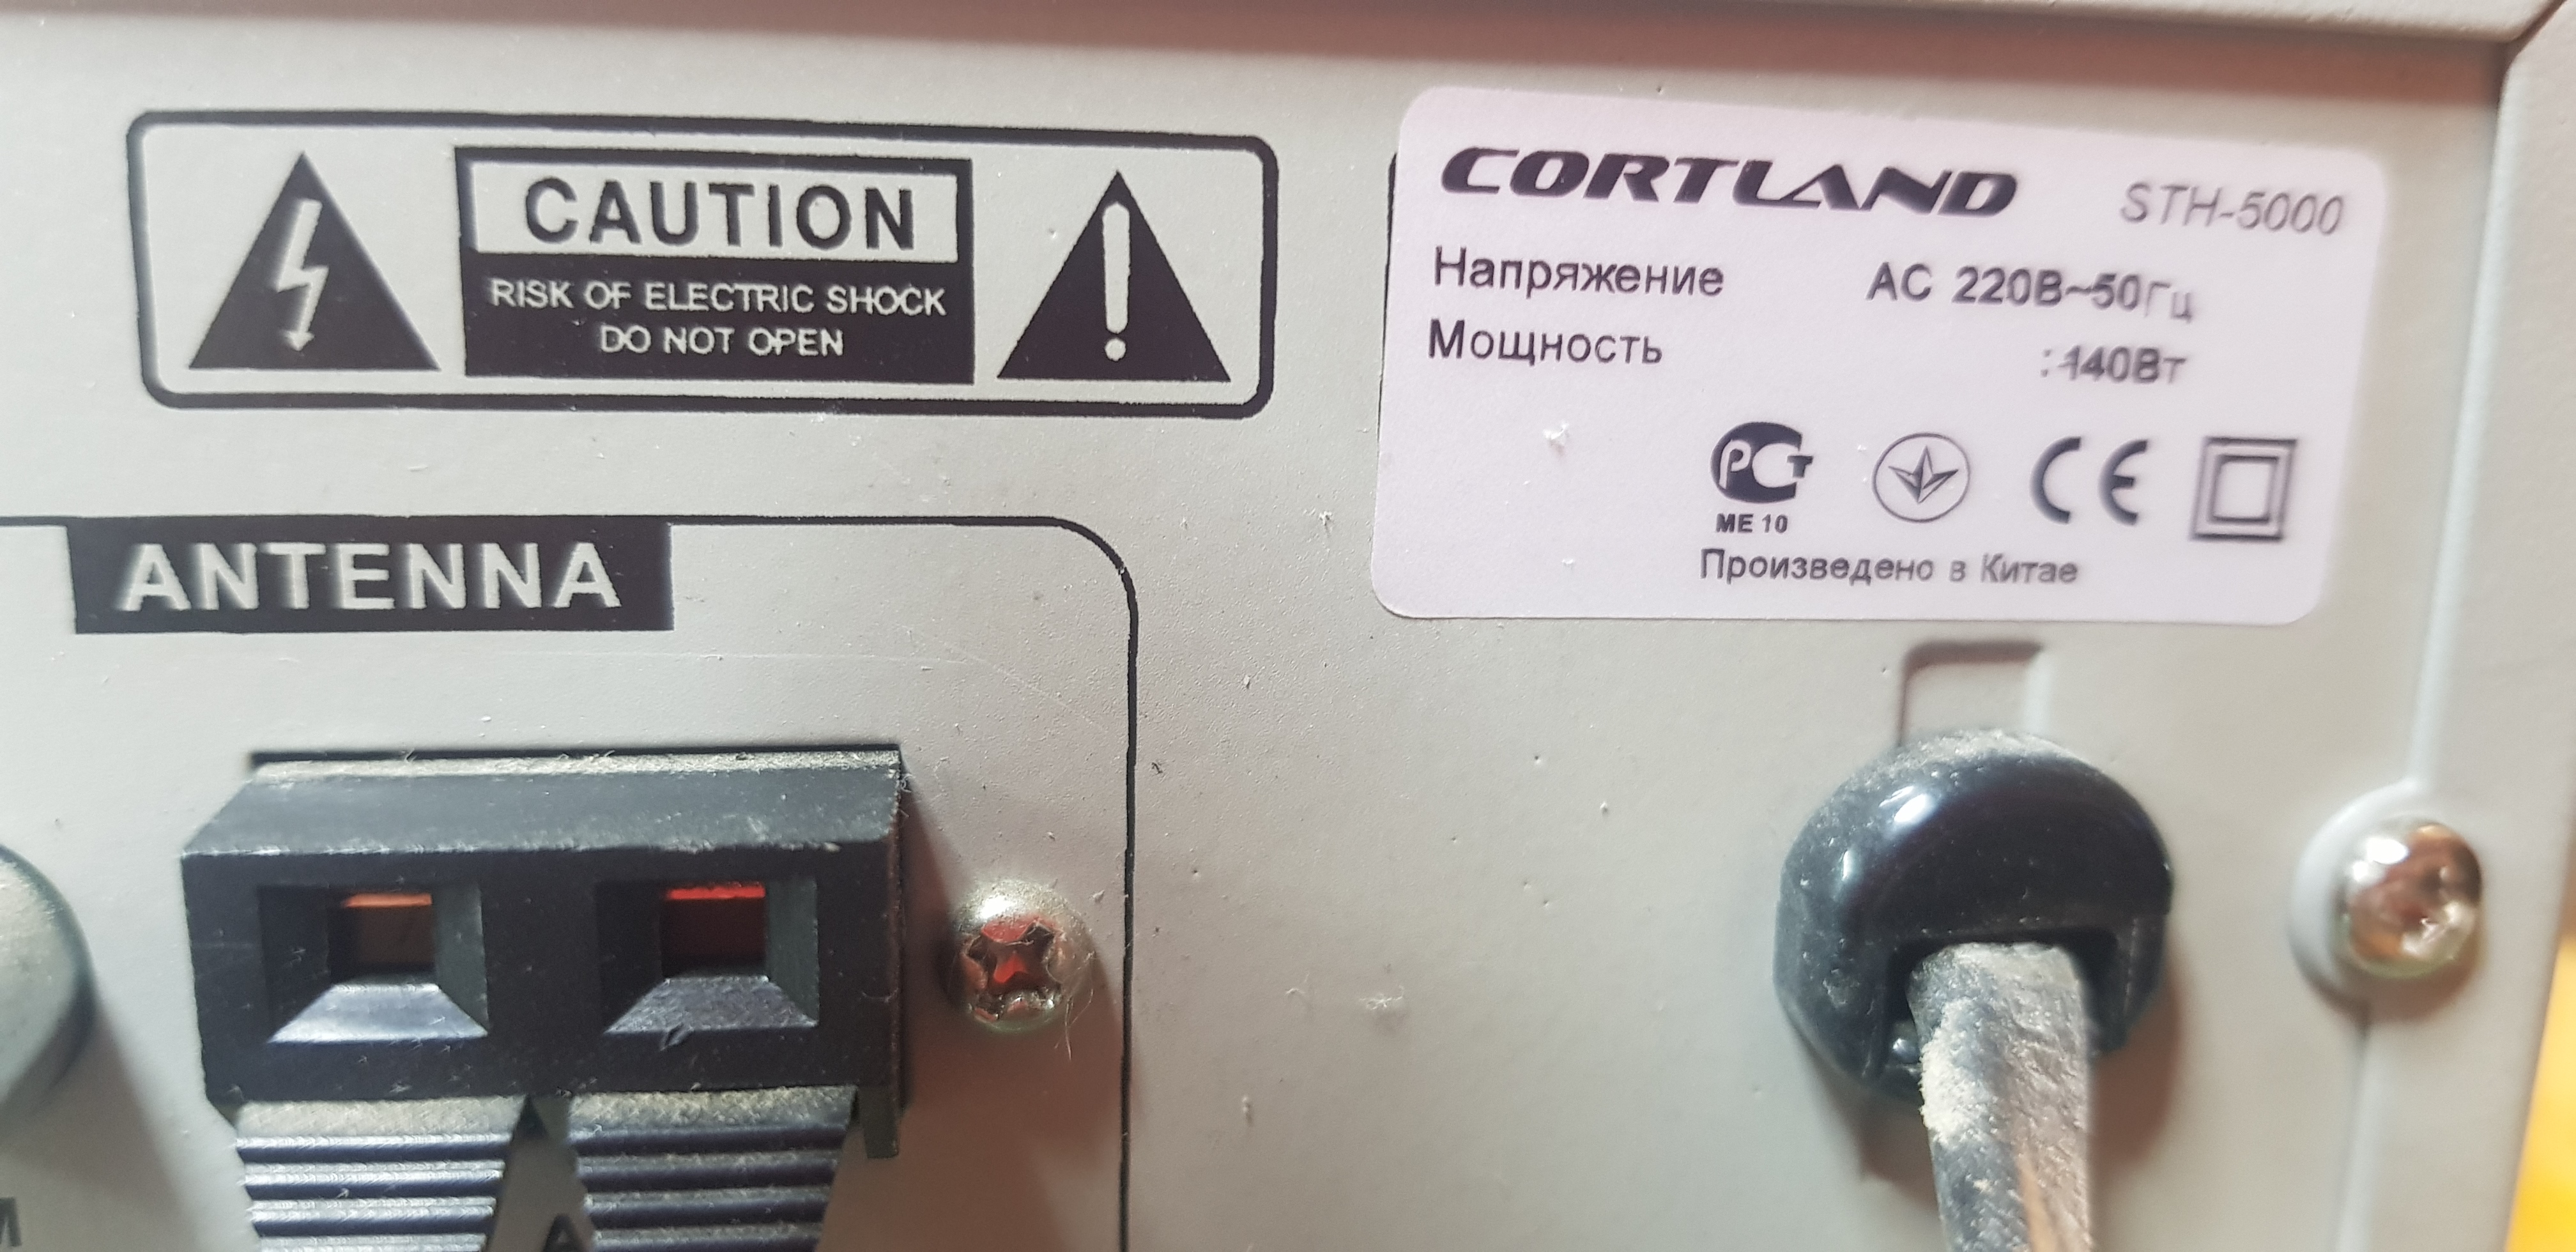 CAUTION
RISK OF ELECTRIC SHOCK
DO NOT OPEN
CORTLAND STH-5000
Напряжение AC 220В~50Гц
Мощность :140Вт
РСТ CE
ME 10
Произведено в Китае
ANTENNA
M
A